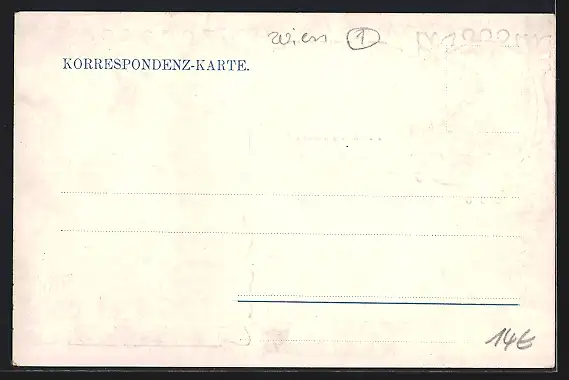 Wien 1
KORRESPONDENZ-KARTE.
14€